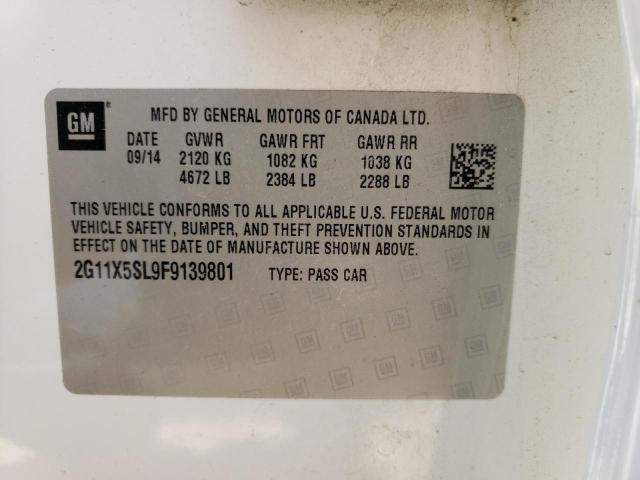 GM ®
MFD BY GENERAL MOTORS OF CANADA LTD.
DATE GVWR GAWR FRT GAWR RR
09/14 2120 KG 1082 KG 1038 KG
4672 LB 2384 LB 2288 LB
THIS VEHICLE CONFORMS TO ALL APPLICABLE U.S. FEDERAL MOTOR
VEHICLE SAFETY, BUMPER, AND THEFT PREVENTION STANDARDS IN
EFFECT ON THE DATE OF MANUFACTURE SHOWN ABOVE.
2G11X5SL9F9139801 TYPE: PASS CAR